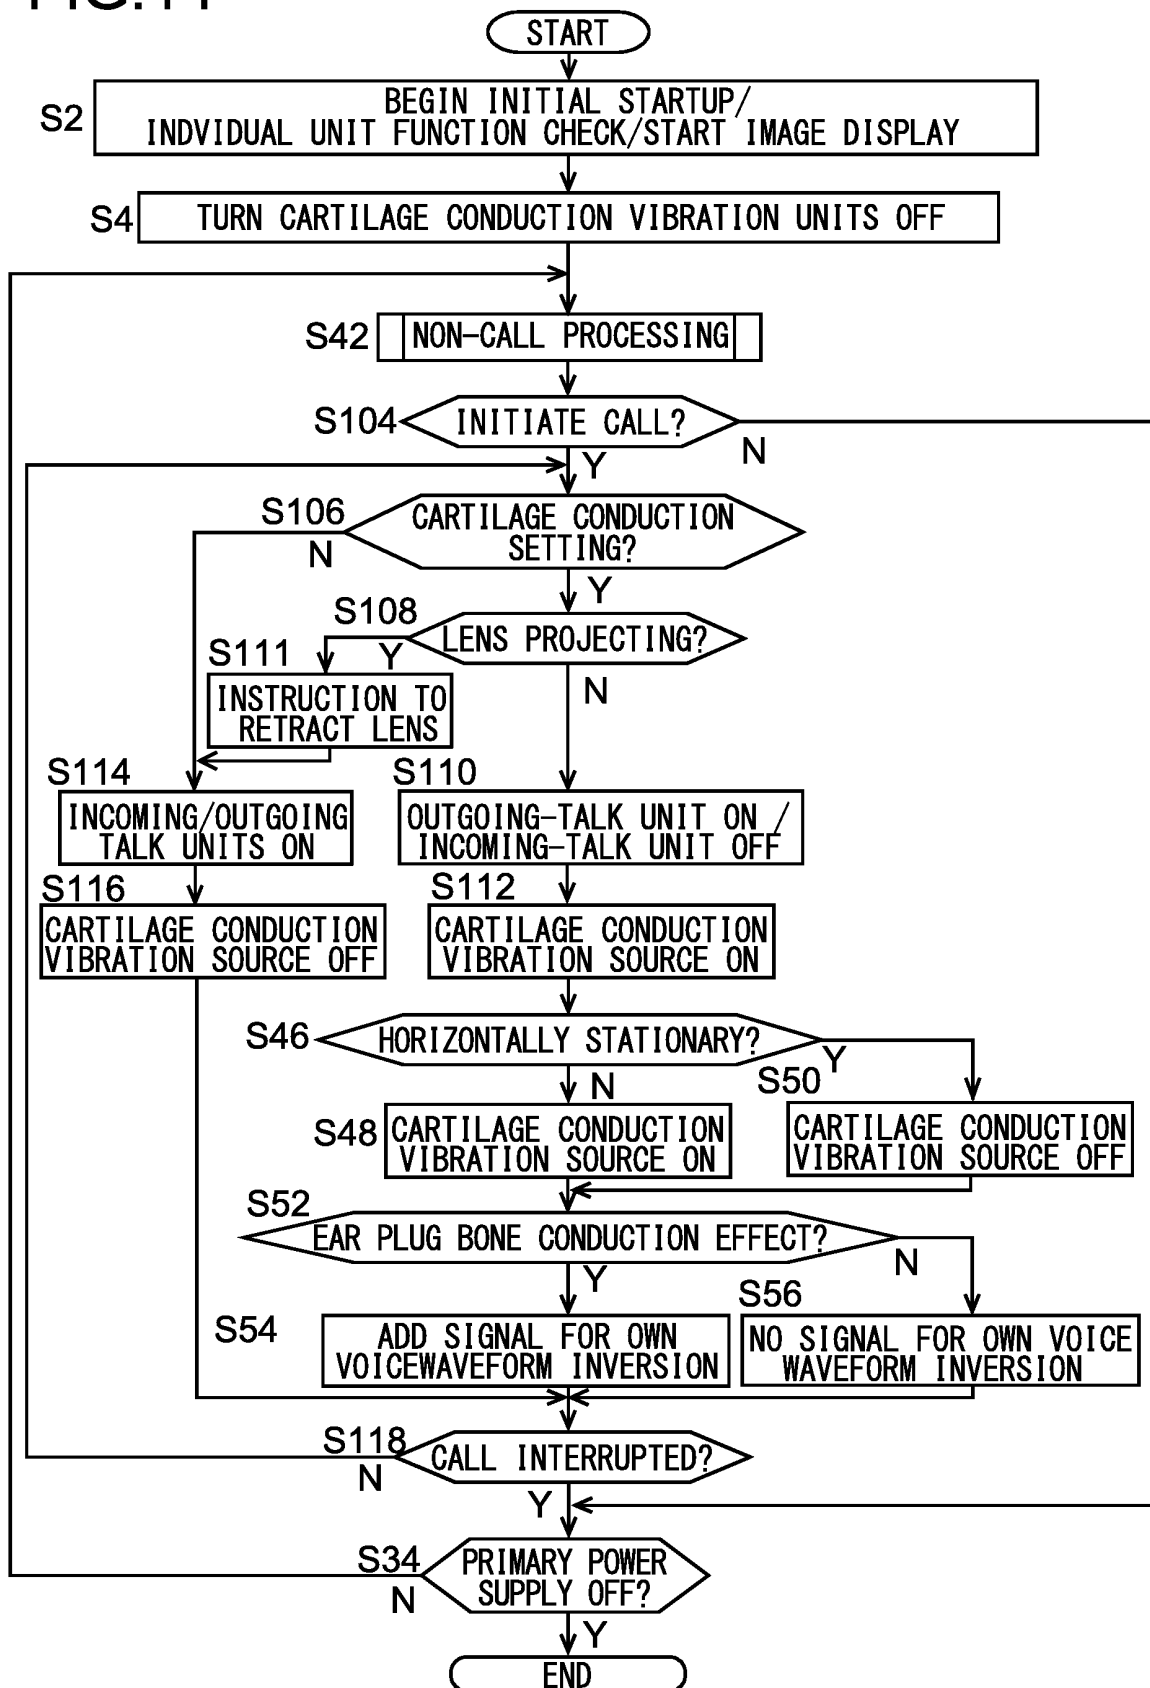 START
S2
BEGIN INITIAL STARTUP/
INDVIDUAL UNIT FUNCTION CHECK/START IMAGE DISPLAY
S4
TURN CARTILAGE CONDUCTION VIBRATION UNITS OFF
S42
NON-CALL PROCESSING
S104
INITIATE CALL?
N
Y
S106
CARTILAGE CONDUCTION
SETTING?
N
Y
S108
LENS PROJECTING?
Y
N
S111
INSTRUCTION TO
RETRACT LENS
S114
INCOMING/OUTGOING
TALK UNITS ON
S110
OUTGOING-TALK UNIT ON /
INCOMING-TALK UNIT OFF
S116
CARTILAGE CONDUCTION
VIBRATION SOURCE OFF
S112
CARTILAGE CONDUCTION
VIBRATION SOURCE ON
S46
HORIZONTALLY STATIONARY?
Y
N
S48
CARTILAGE CONDUCTION
VIBRATION SOURCE ON
S50
CARTILAGE CONDUCTION
VIBRATION SOURCE OFF
S52
EAR PLUG BONE CONDUCTION EFFECT?
N
Y
S54
ADD SIGNAL FOR OWN
VOICEWAVEFORM INVERSION
S56
NO SIGNAL FOR OWN VOICE
WAVEFORM INVERSION
S118
CALL INTERRUPTED?
N
Y
S34
PRIMARY POWER
SUPPLY OFF?
N
Y
END